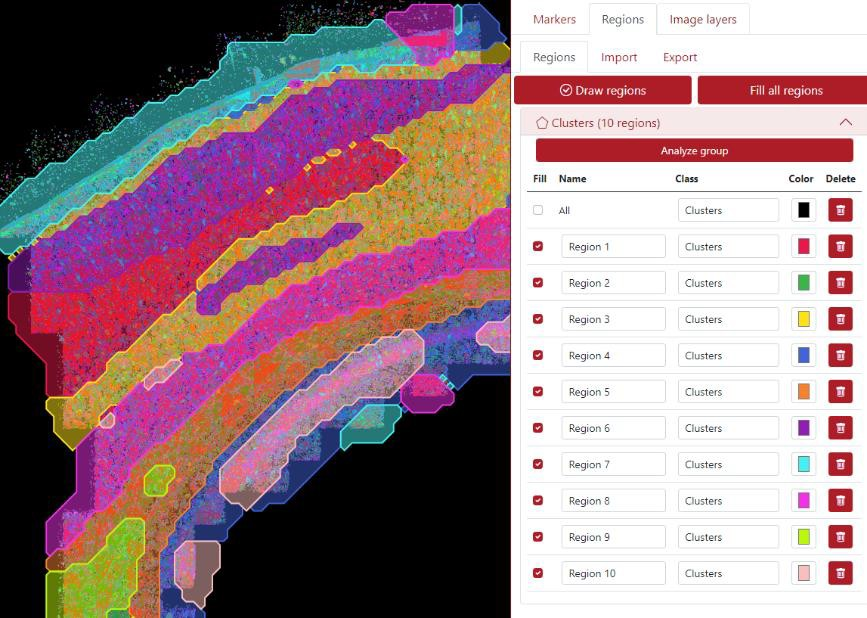 Markers Regions Image layers
Regions Import Export
Draw regions Fill all regions
Clusters (10 regions)
Analyze group
Fill Name Class Color Delete
All Clusters
Region 1 Clusters
Region 2 Clusters
Region 3 Clusters
Region 4 Clusters
Region 5 Clusters
Region 6 Clusters
Region 7 Clusters
Region 8 Clusters
Region 9 Clusters
Region 10 Clusters